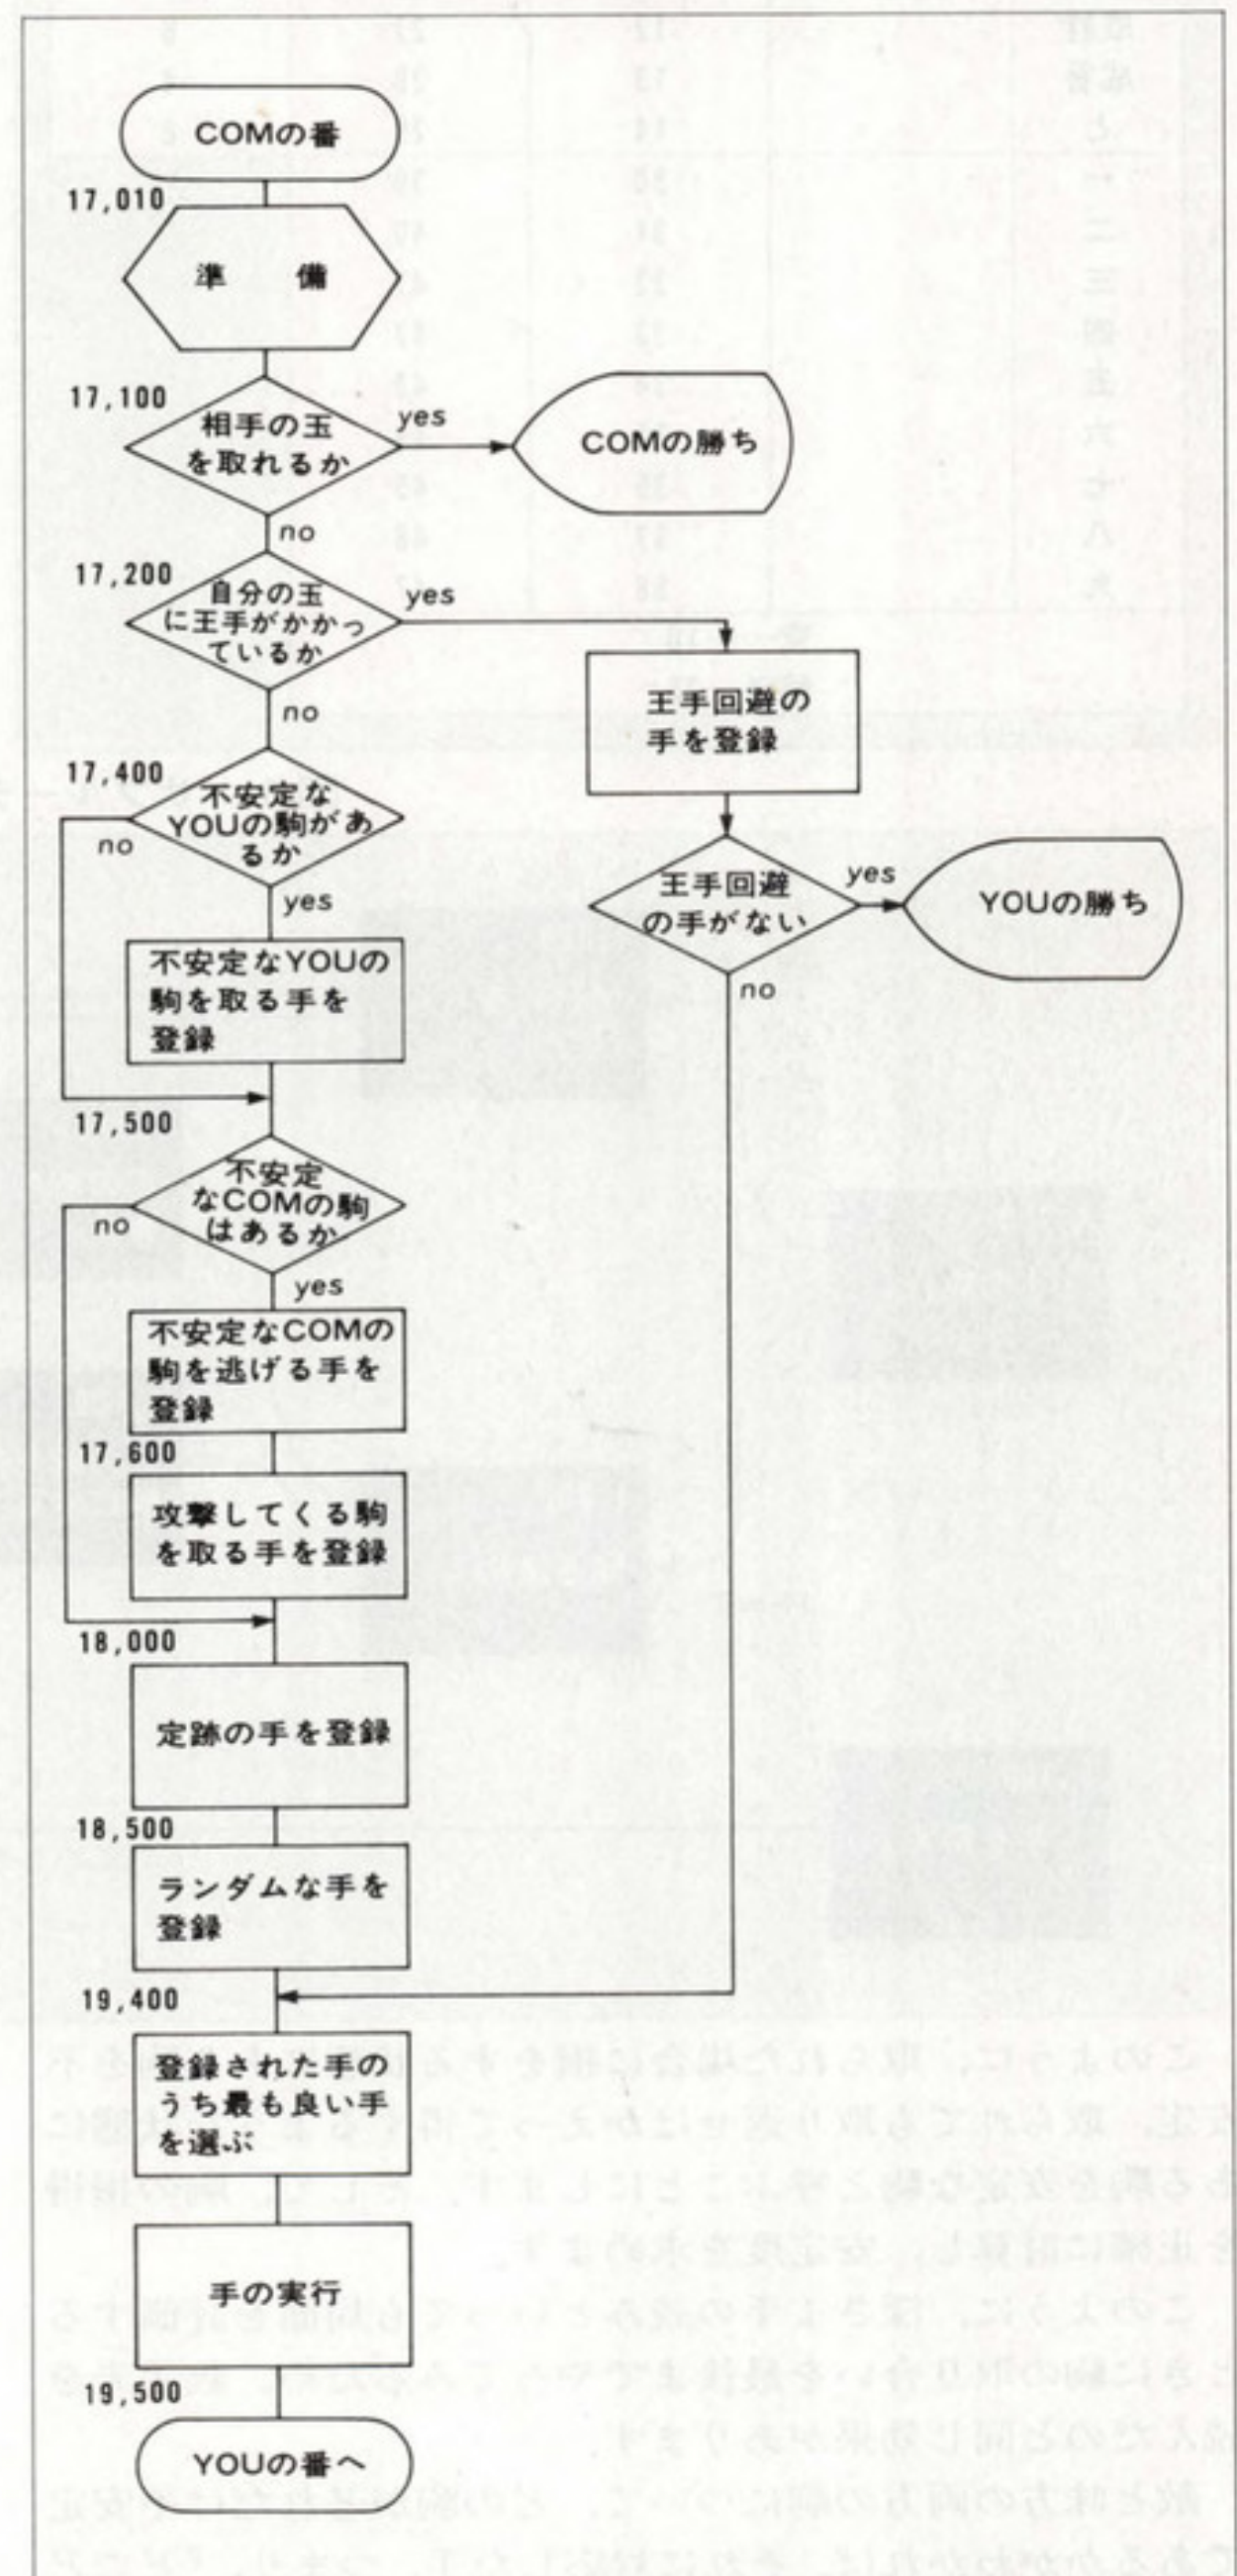 COMの番
17,010
準 備
17,100
相手の玉
を取れるか
yes
COMの勝ち
no
17,200
自分の玉
に王手がかかっ
ているか
yes
no
王手回避の
手を登録
17,400
不安定な
YOUの駒があ
るか
no
yes
王手回避
の手がない
yes
YOUの勝ち
no
不安定なYOUの
駒を取る手を
登録
17,500
不安定
なCOMの駒
はあるか
no
yes
不安定なCOMの
駒を逃げる手を
登録
17,600
攻撃してくる駒
を取る手を登録
18,000
定跡の手を登録
18,500
ランダムな手を
登録
19,400
登録された手の
うち最も良い手
を選ぶ
手の実行
19,500
YOUの番へ